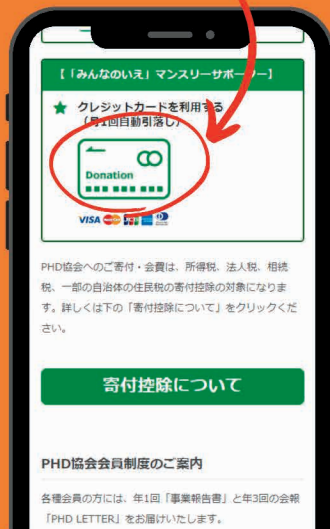 【「みんなのいえ」マンスリーサポーター】
★ クレジットカードを利用する
（月1回自動引落し）
Donation
VISA
PHD協会へのご寄付・会費は、所得税、法人税、相続
税、一部の自治体の住民税の寄付控除の対象になりま
す。詳しくは下の「寄付控除について」をクリックくだ
さい。
寄付控除について
PHD協会会員制度のご案内
各種会員の方には、年1回「事業報告書」と年3回の会報
「PHD LETTER」をお届けいたします。